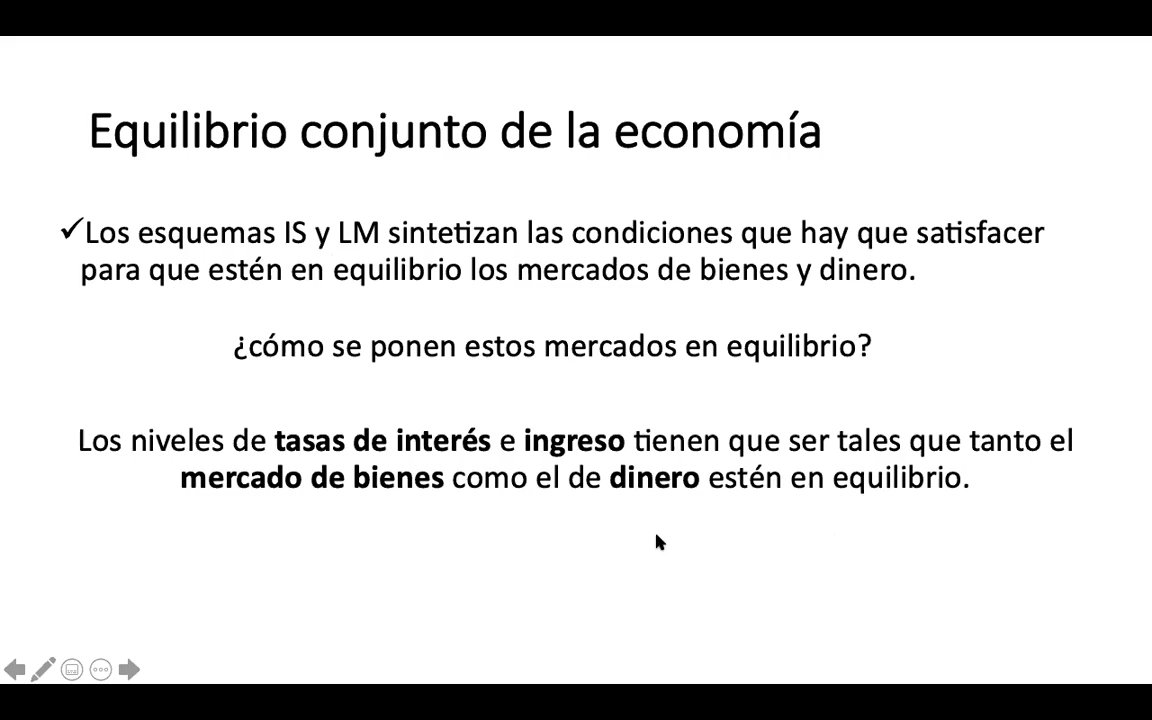 Equilibrio conjunto de la economía
✓Los esquemas IS y LM sintetizan las condiciones que hay que satisfacer
para que estén en equilibrio los mercados de bienes y dinero.
¿cómo se ponen estos mercados en equilibrio?
Los niveles de tasas de interés e ingreso tienen que ser tales que tanto el
mercado de bienes como el de dinero estén en equilibrio.